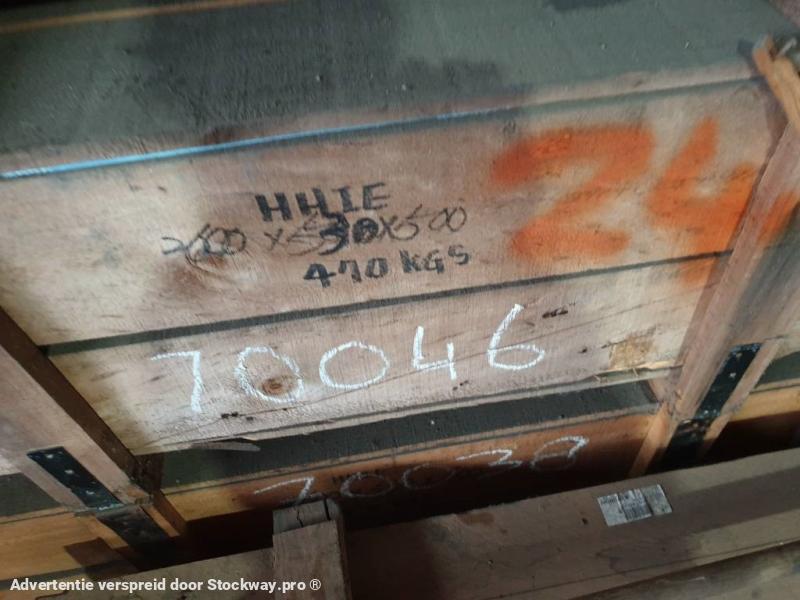 HHIE
470 KGS
24
70046
70038
Advertentie verspreid door Stockway.pro ®